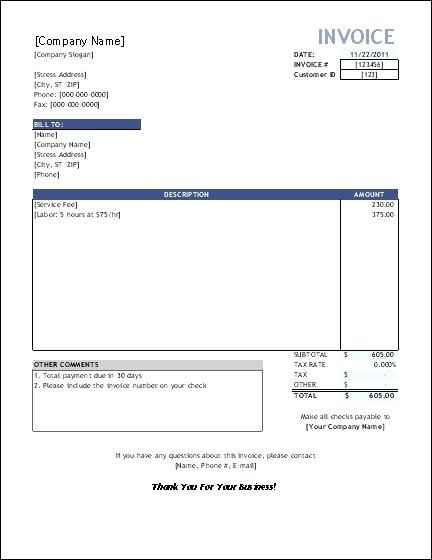 INVOICE
[Company Name]
[Company Slogan]
DATE: 11/22/2011
INVOICE # [123456]
Customer ID [123]
[Stress Address]
[City, ST ZIP]
Phone: [000-000-0000]
Fax: [000-000-0000]
BILL TO:
[Name]
[Company Name]
[Stress Address]
[City, ST ZIP]
[Phone]
DESCRIPTION AMOUNT
[Service Fee] 230.00
[Labor: 5 hours at $75/hr] 375.00
SUBTOTAL $ 605.00
TAX RATE 0.000%
TAX $ -
OTHER $ -
TOTAL $ 605.00
OTHER COMMENTS
1. Total payment due in 30 days
2. Please include the invoice number on your check
Make all checks payable to
[Your Company Name]
If you have any questions about this invoice, please contact
[Name, Phone #, E-mail]
Thank You For Your Business!